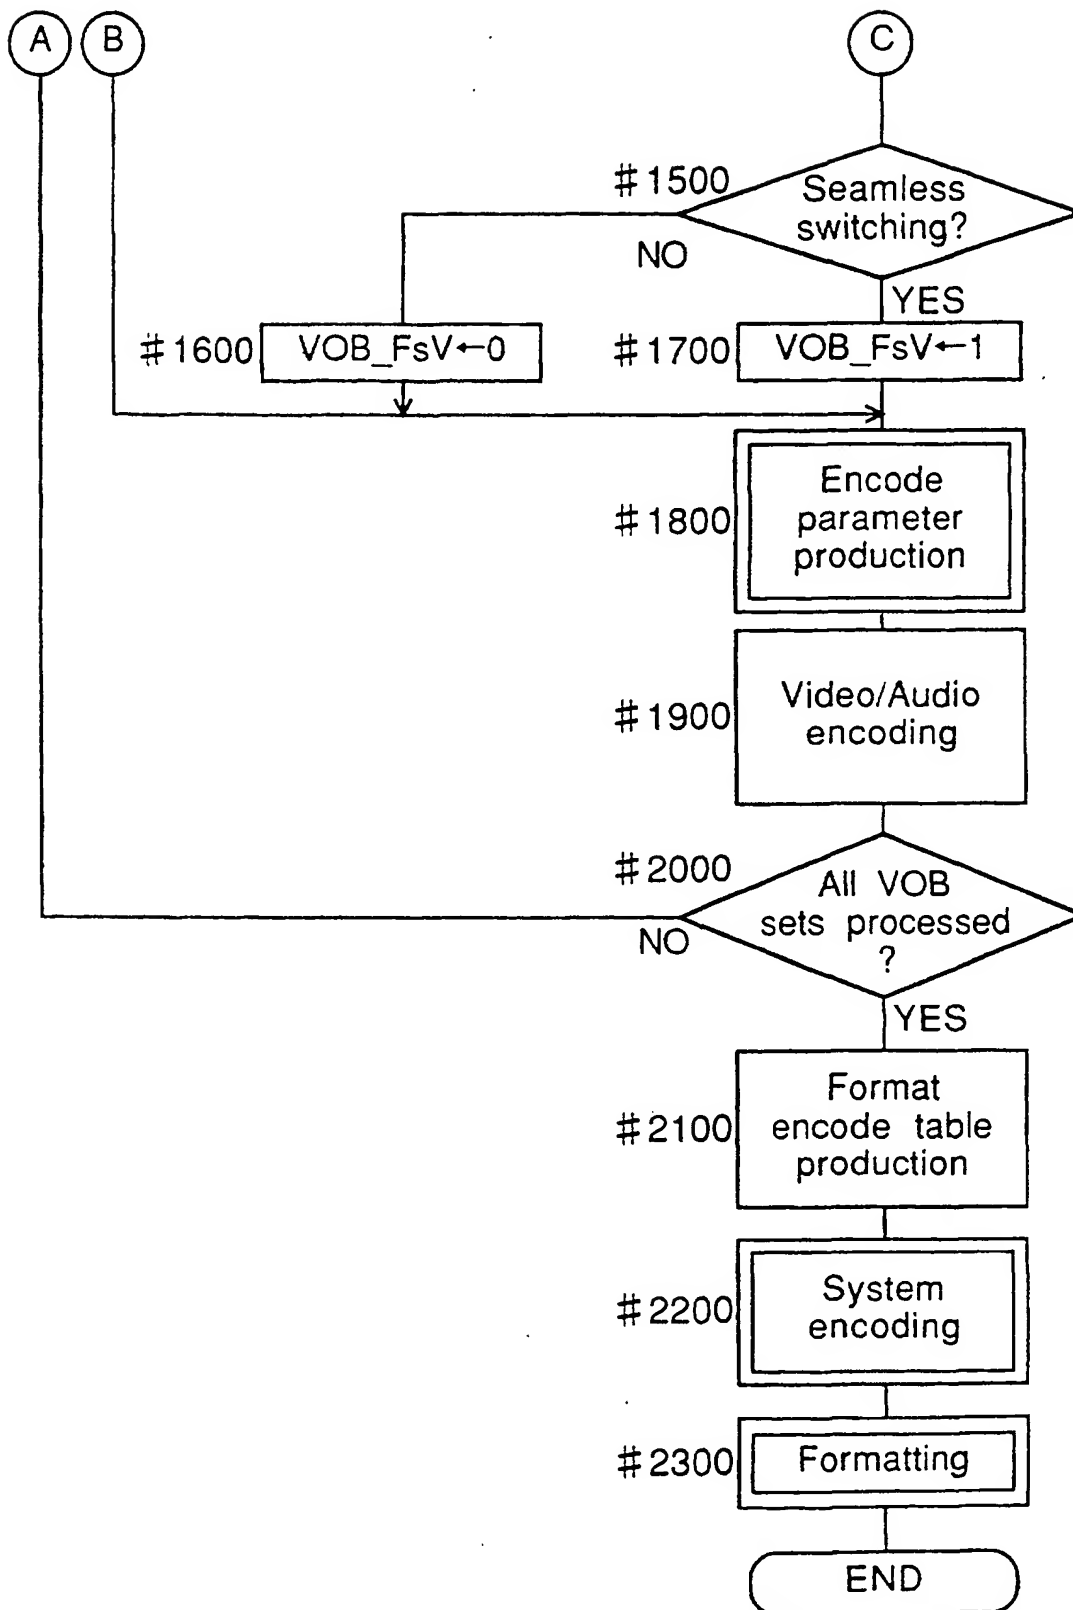 A
B
C
#1500
Seamless
switching?
NO
YES
#1600
VOB_FsV←0
#1700
VOB_FsV←1
#1800
Encode
parameter
production
#1900
Video/Audio
encoding
#2000
All VOB
sets processed
?
NO
YES
#2100
Format
encode table
production
#2200
System
encoding
#2300
Formatting
END